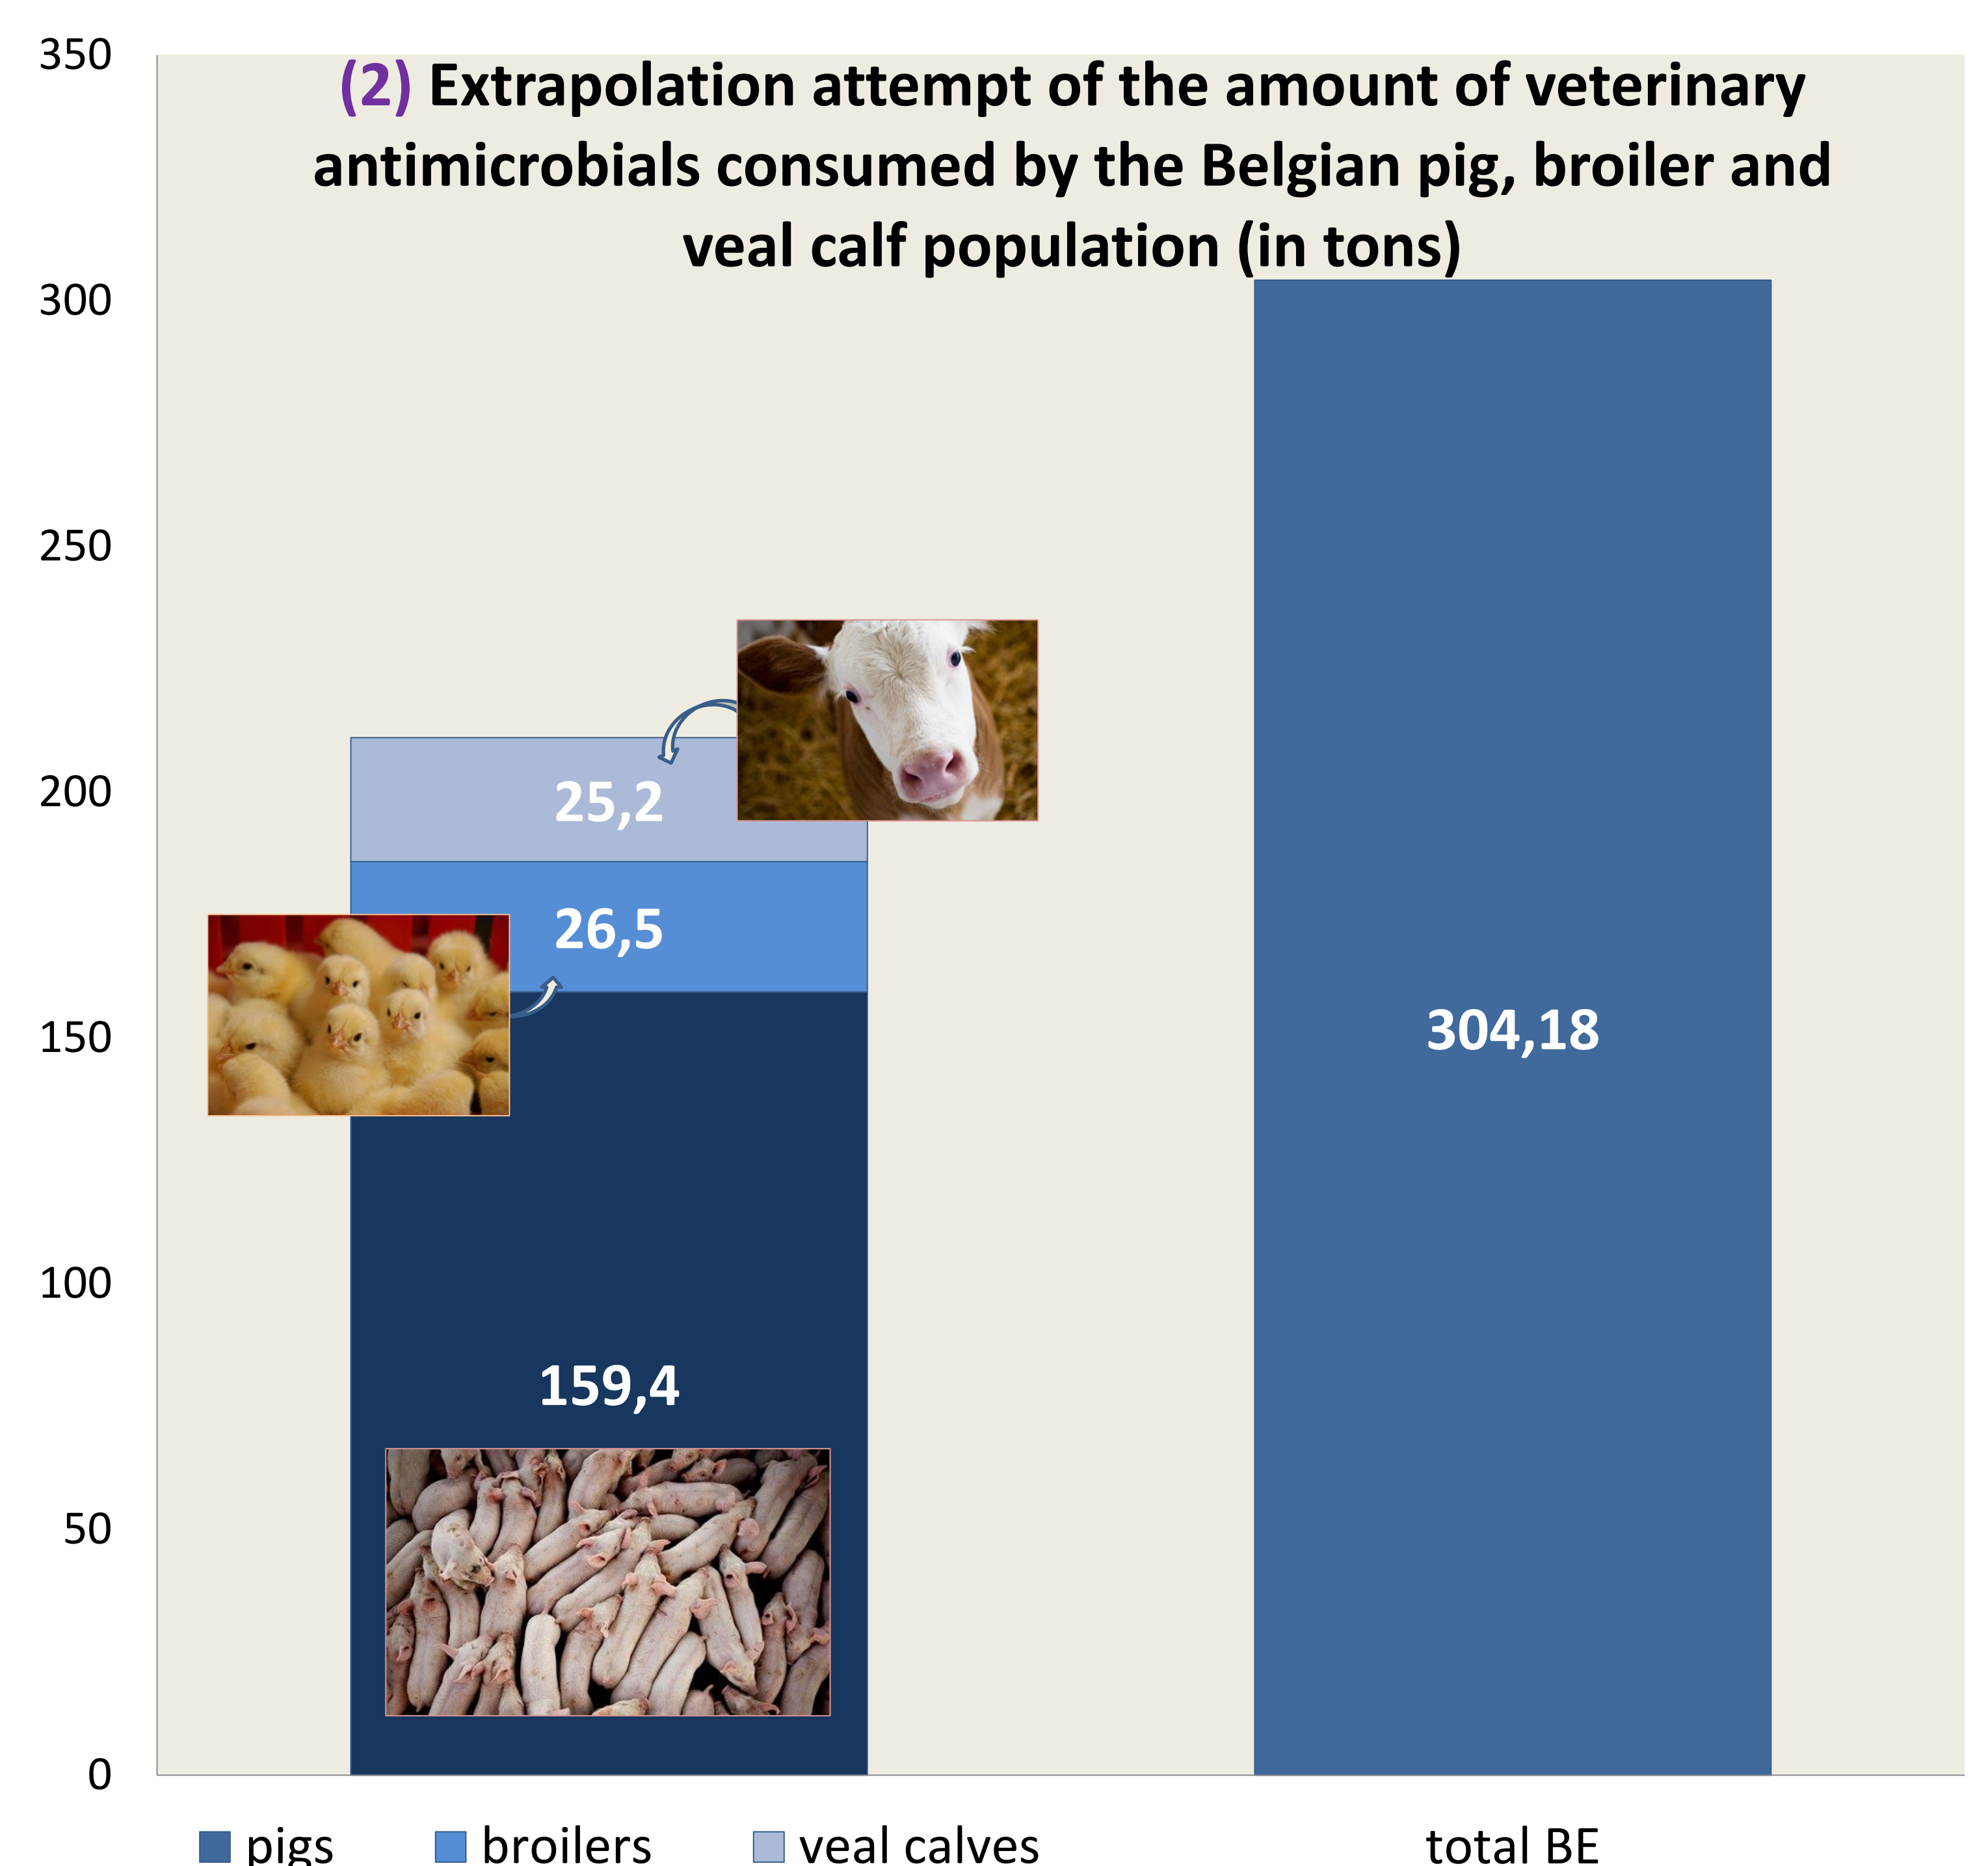 (2) Extrapolation attempt of the amount of veterinary
antimicrobials consumed by the Belgian pig, broiler and
veal calf population (in tons)
350
300
250
200
150
100
50
0
25,2
26,5
159,4
304,18
pigs
broilers
veal calves
total BE